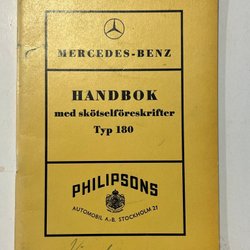 MERCEDES-BENZ
HANDBOK
med skötselföreskrifter
Typ 180
PHILIPSONS
AUTOMOBIL A.-B. STOCKHOLM 21